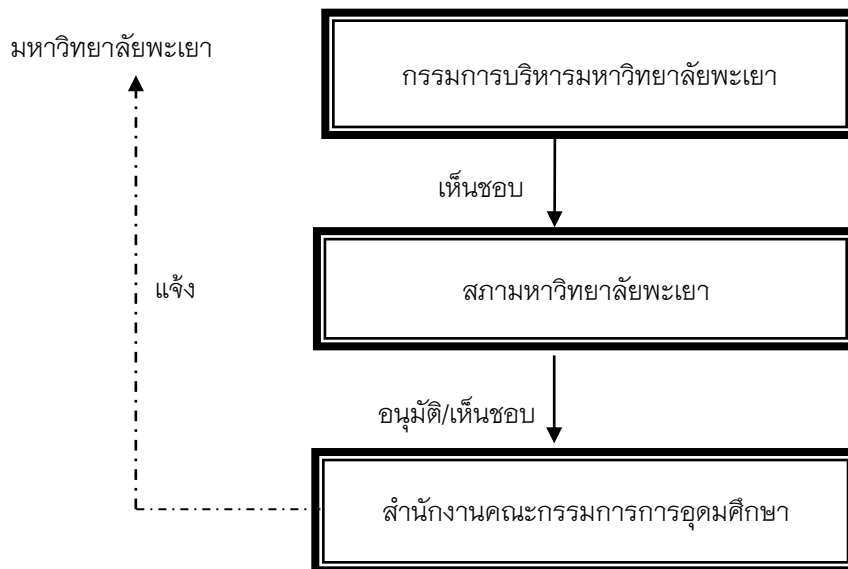 มหาวิทยาลัยพะเยา
กรรมการบริหารมหาวิทยาลัยพะเยา
เห็นชอบ
สภามหาวิทยาลัยพะเยา
แจ้ง
อนุมัติ/เห็นชอบ
สำนักงานคณะกรรมการการอุดมศึกษา